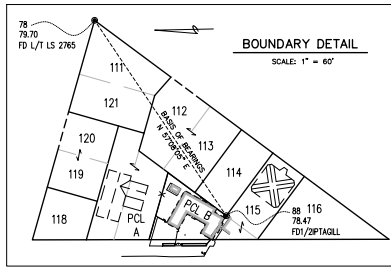 78
79.70
FD L/T LS 2765
BOUNDARY DETAIL
SCALE: 1" = 60'
111
121
112
113
BASIS OF BEARINGS
N 57°08'05" E
120
119
114
118
PCL
A
PCL B
115
116
88
78.47
FD1/2IPTAGILL